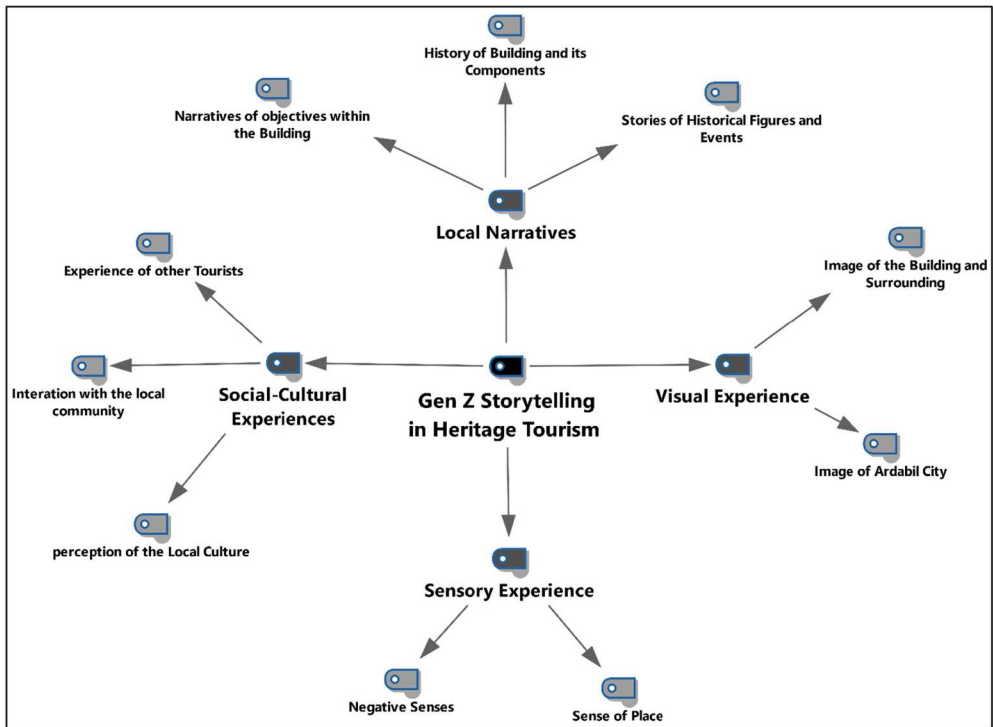 History of Building and its
Components
Narratives of objectives within
the Building
Stories of Historical Figures and
Events
Local Narratives
Experience of other Tourists
Image of the Building and
Surrounding
Interation with the local
community
Social-Cultural
Experiences
Gen Z Storytelling
in Heritage Tourism
Visual Experience
Image of Ardabil City
perception of the Local Culture
Sensory Experience
Negative Senses
Sense of Place